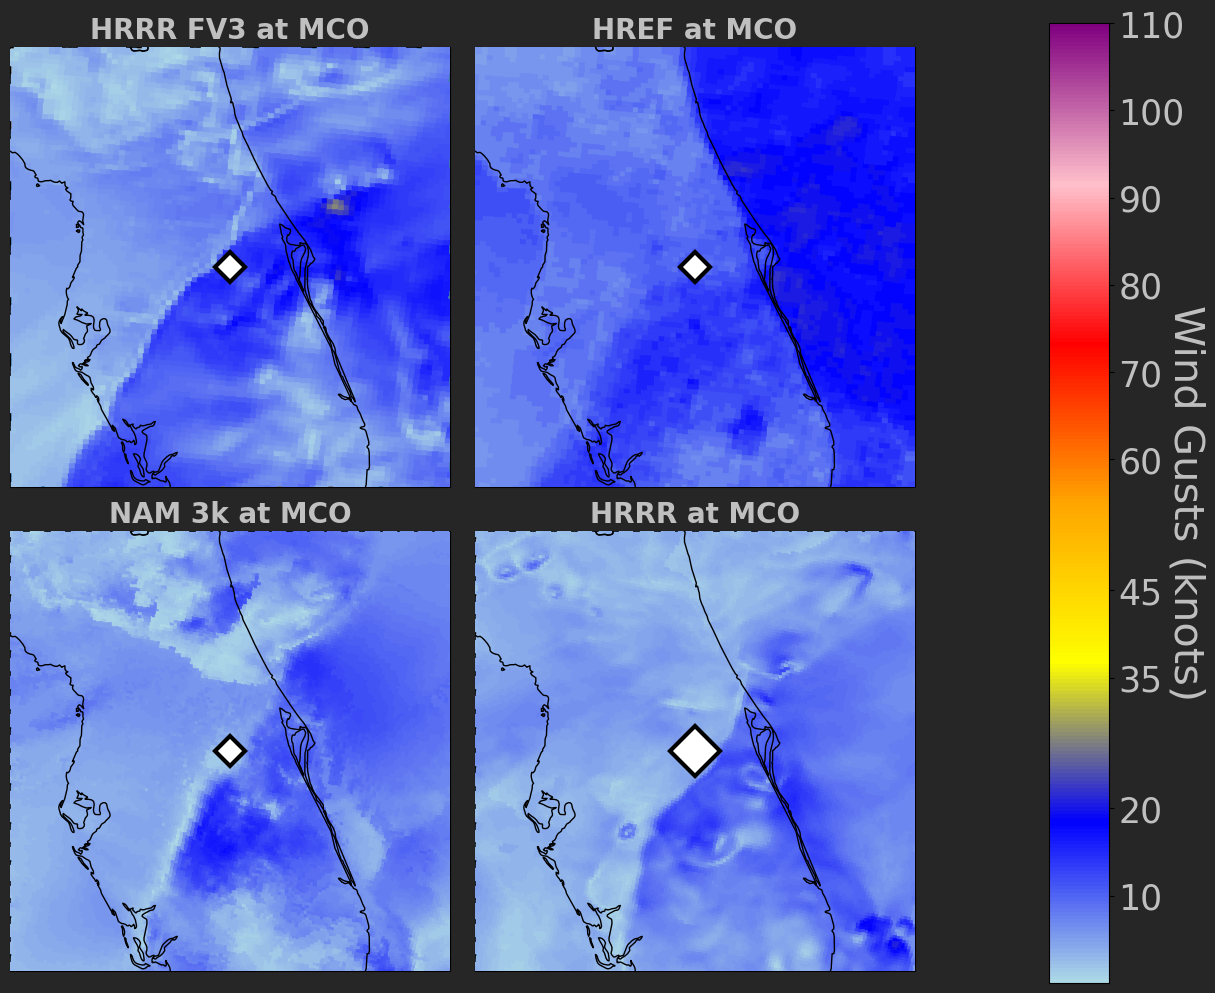 HRRR FV3 at MCO
HREF at MCO
NAM 3k at MCO
HRRR at MCO
110
100
90
80
70
60
45
35
20
10
Wind Gusts (knots)